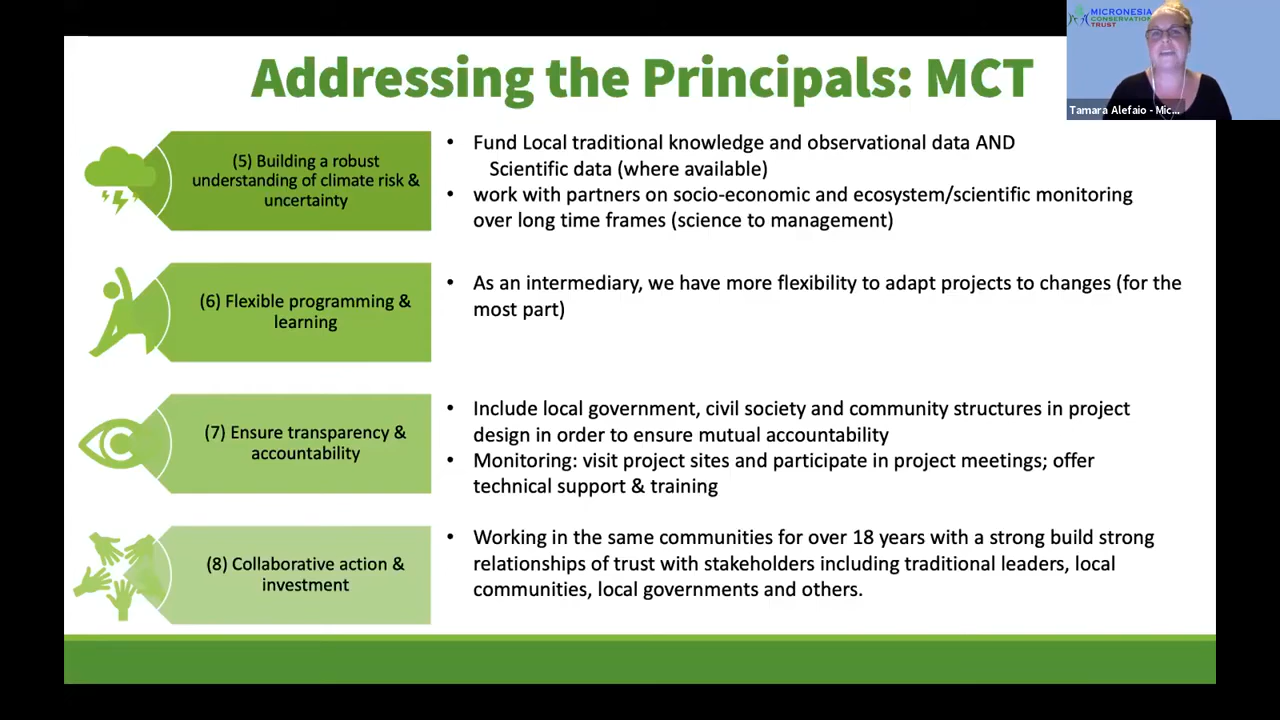 MICRONESIA
CONSERVATION
TRUST
Tamara Alefaio - Mic...
Addressing the Principals: MCT
(5) Building a robust
understanding of climate risk &
uncertainty
• Fund Local traditional knowledge and observational data AND
Scientific data (where available)
• work with partners on socio-economic and ecosystem/scientific monitoring
over long time frames (science to management)
(6) Flexible programming &
learning
• As an intermediary, we have more flexibility to adapt projects to changes (for the
most part)
(7) Ensure transparency &
accountability
• Include local government, civil society and community structures in project
design in order to ensure mutual accountability
• Monitoring: visit project sites and participate in project meetings; offer
technical support & training
(8) Collaborative action &
investment
• Working in the same communities for over 18 years with a strong build strong
relationships of trust with stakeholders including traditional leaders, local
communities, local governments and others.